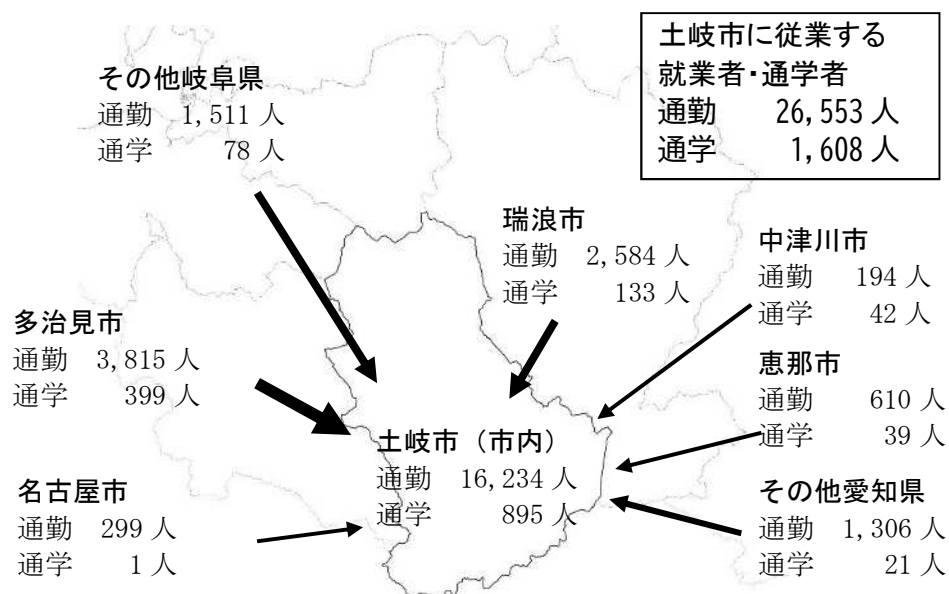 土岐市に従業する
就業者・通学者
通勤 26,553 人
通学 1,608 人
その他岐阜県
通勤 1,511 人
通学 78 人
瑞浪市
通勤 2,584 人
通学 133 人
中津川市
通勤 194 人
通学 42 人
多治見市
通勤 3,815 人
通学 399 人
恵那市
通勤 610 人
通学 39 人
土岐市（市内）
通勤 16,234 人
通学 895 人
名古屋市
通勤 299 人
通学 1 人
その他愛知県
通勤 1,306 人
通学 21 人